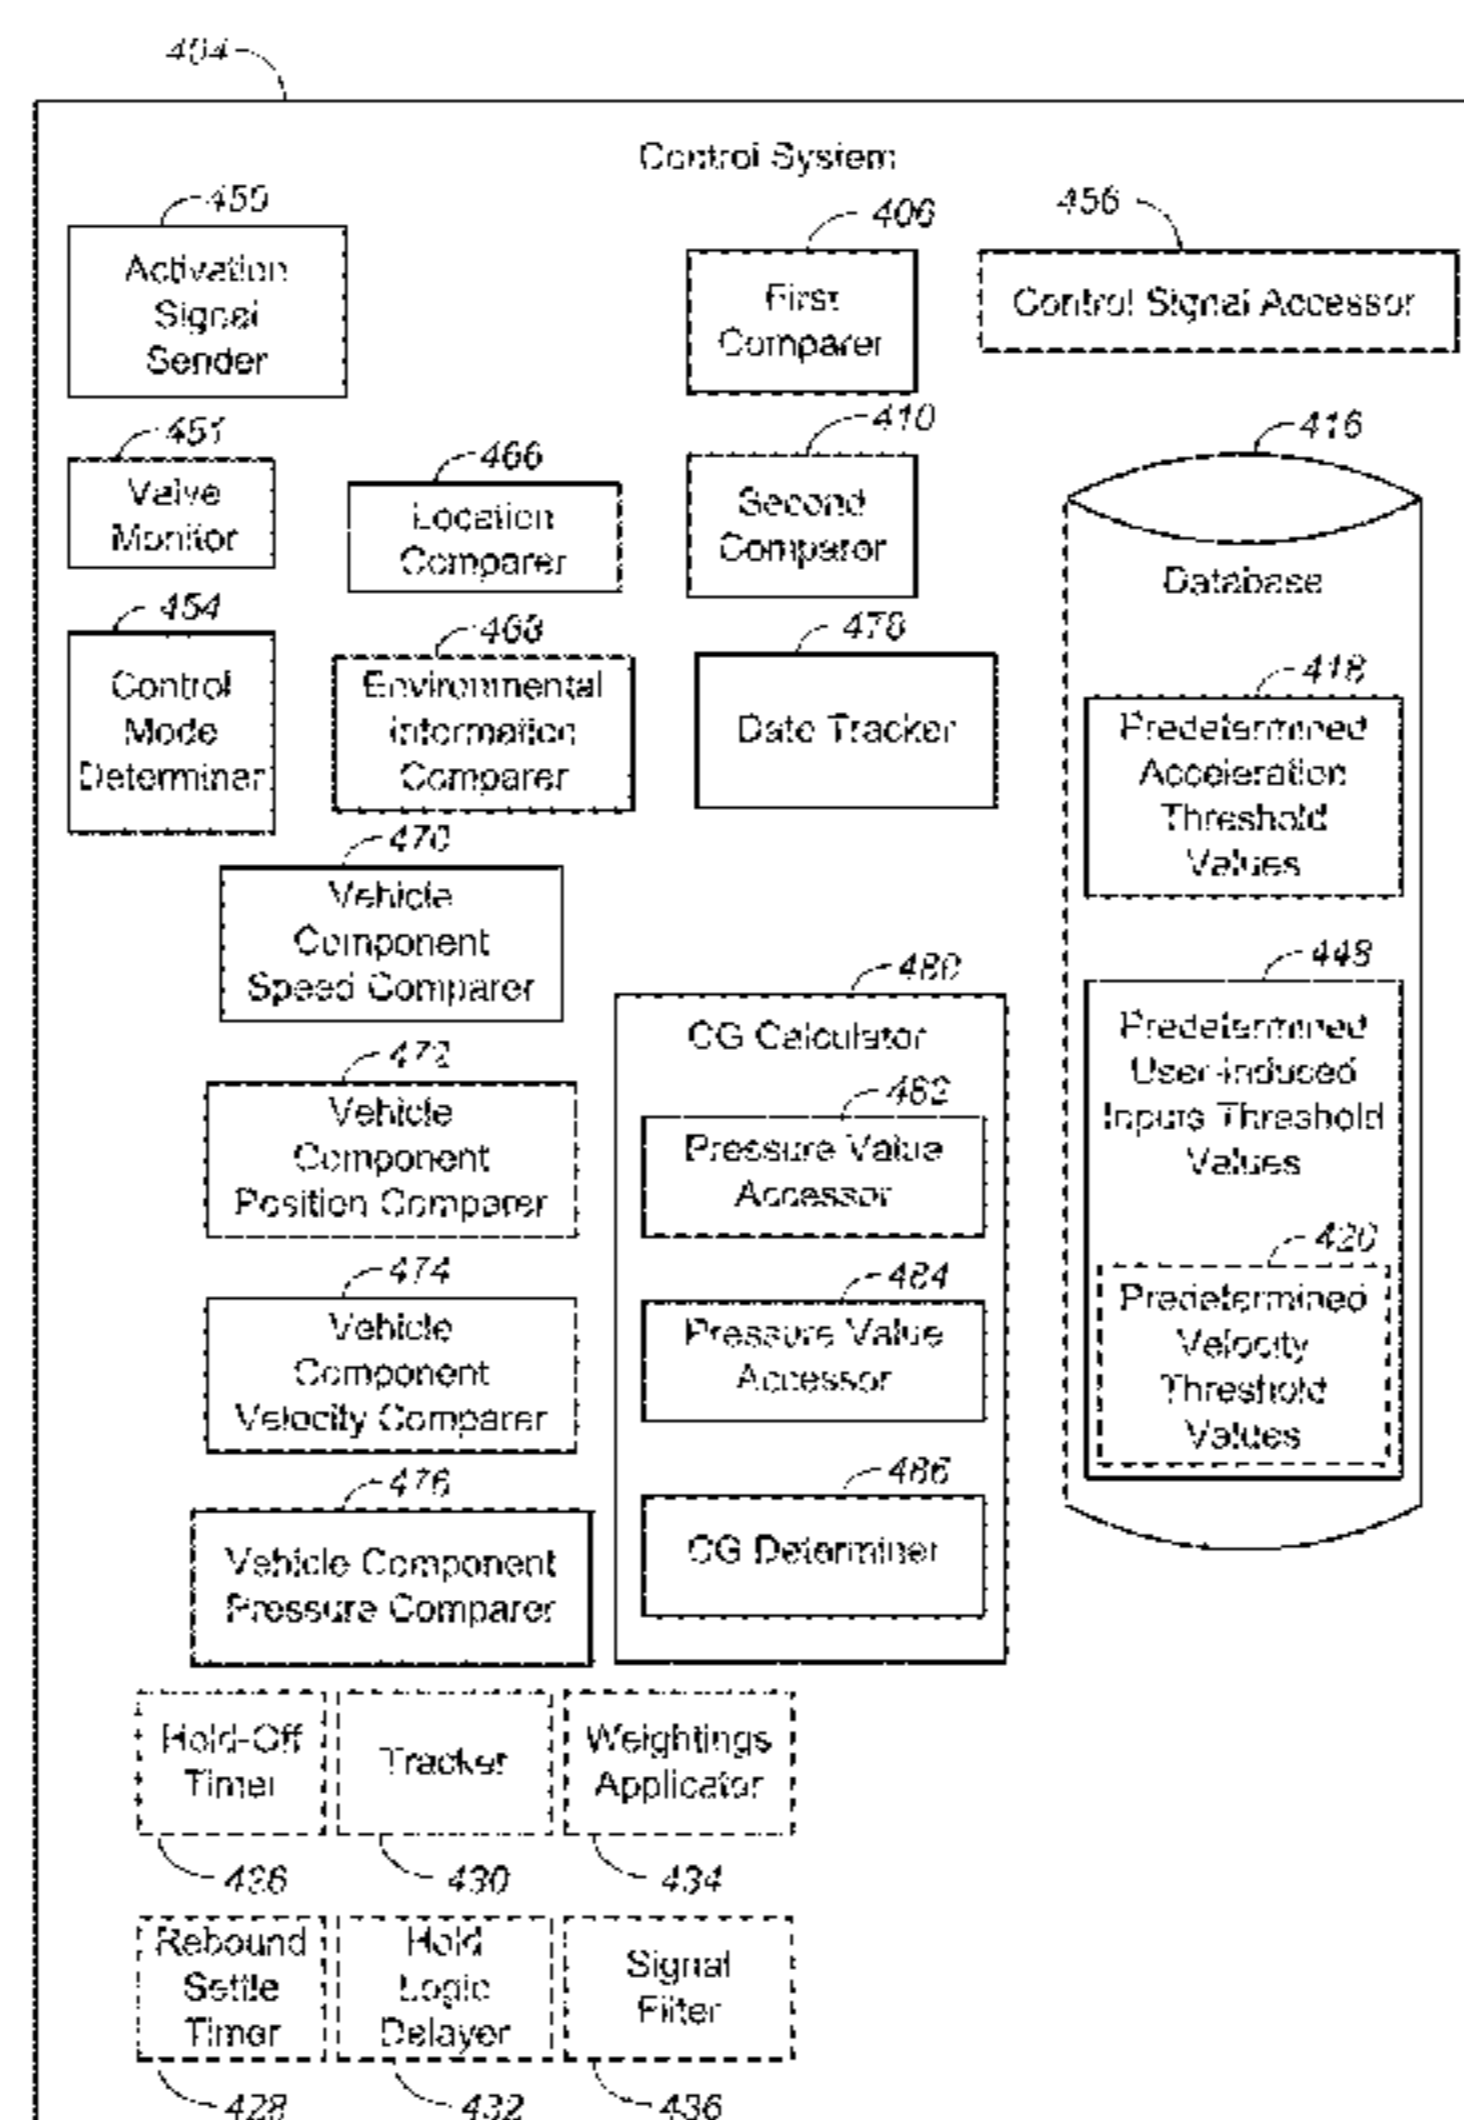 404
Control System
450
Activation
Signal
Sender
406
First
Comparer
456
Control Signal Accessor
451
Valve
Monitor
466
Location
Comparer
410
Second
Comparer
416
Database
454
Control
Mode
Determiner
468
Environmental
Information
Comparer
478
Date Tracker
418
Predetermined
Acceleration
Threshold
Values
470
Vehicle
Component
Speed Comparer
448
Predetermined
User-induced
Inputs Threshold
Values
420
Predetermined
Velocity
Threshold
Values
472
Vehicle
Component
Position Comparer
480
CG Calculator
482
Pressure Value
Accessor
474
Vehicle
Component
Velocity Comparer
484
Pressure Value
Accessor
476
Vehicle Component
Pressure Comparer
486
CG Determiner
Hold-Off
Timer
Tracker
430
Weightings
Applicator
434
Rebound
Settle
Timer
428
Hold
Logic
Delayer
432
Signal
Filter
436